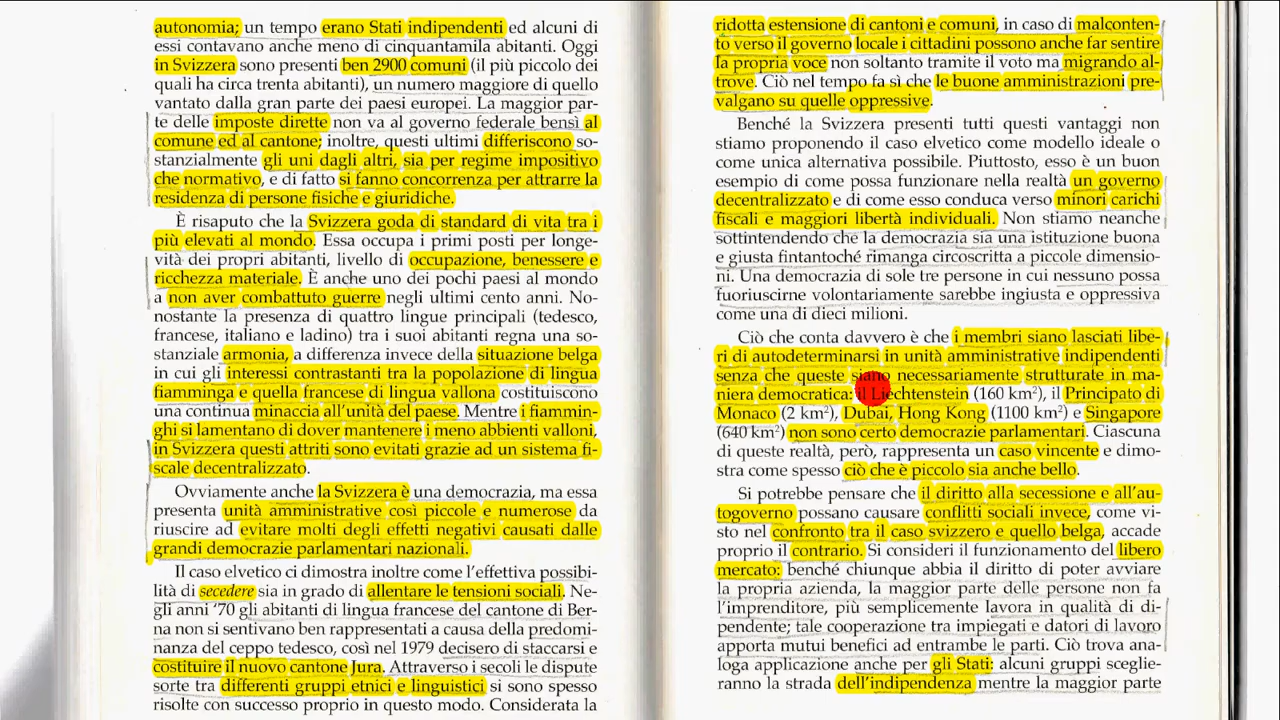 autonomia; un tempo erano Stati indipendenti ed alcuni di
essi contavano anche meno di cinquantamila abitanti. Oggi
in Svizzera sono presenti ben 2900 comuni (il più piccolo dei
quali ha circa trenta abitanti), un numero maggiore di quello
vantato dalla gran parte dei paesi europei. La maggior par-
te delle imposte dirette non va al governo federale bensì al
comune ed al cantone; inoltre, questi ultimi differiscono so-
stanzialmente gli uni dagli altri, sia per regime impositivo
che normativo, e di fatto si fanno concorrenza per attrarre la
residenza di persone fisiche e giuridiche.
È risaputo che la Svizzera goda di standard di vita tra i
più elevati al mondo. Essa occupa i primi posti per longe-
vità dei propri abitanti, livello di occupazione, benessere e
ricchezza materiale. È anche uno dei pochi paesi al mondo
a non aver combattuto guerre negli ultimi cento anni. No-
nostante la presenza di quattro lingue principali (tedesco,
francese, italiano e ladino) tra i suoi abitanti regna una so-
stanziale armonia, a differenza invece della situazione belga
in cui gli interessi contrastanti tra la popolazione di lingua
fiamminga e quella francese di lingua vallona costituiscono
una continua minaccia all'unità del paese. Mentre i fiammin-
ghi si lamentano di dover mantenere i meno abbienti valloni,
in Svizzera questi attriti sono evitati grazie ad un sistema fi-
scale decentralizzato.
Ovviamente anche la Svizzera è una democrazia, ma essa
presenta unità amministrative così piccole e numerose da
riuscire ad evitare molti degli effetti negativi causati dalle
grandi democrazie parlamentari nazionali.
Il caso elvetico ci dimostra inoltre come l'effettiva possibi-
lità di secedere sia in grado di allentare le tensioni sociali. Ne-
gli anni '70 gli abitanti di lingua francese del cantone di Ber-
na non si sentivano ben rappresentati a causa della predomi-
nanza del ceppo tedesco, così nel 1979 decisero di staccarsi e
costituire il nuovo cantone Jura. Attraverso i secoli le dispute
sorte tra differenti gruppi etnici e linguistici si sono spesso
risolte con successo proprio in questo modo. Considerata la
ridotta estensione di cantoni e comuni, in caso di malconten-
to verso il governo locale i cittadini possono anche far sentire
la propria voce non soltanto tramite il voto ma migrando al-
trove. Ciò nel tempo fa sì che le buone amministrazioni pre-
valgano su quelle oppressive.
Benché la Svizzera presenti tutti questi vantaggi non
stiamo proponendo il caso elvetico come modello ideale o
come unica alternativa possibile. Piuttosto, esso è un buon
esempio di come possa funzionare nella realtà un governo
decentralizzato e di come esso conduca verso minori carichi
fiscali e maggiori libertà individuali. Non stiamo neanche
sottintendendo che la democrazia sia una istituzione buona
e giusta fintantoché rimanga circoscritta a piccole dimensio-
ni. Una democrazia di sole tre persone in cui nessuno possa
fuoriuscirne volontariamente sarebbe ingiusta e oppressiva
come una di dieci milioni.
Ciò che conta davvero è che i membri siano lasciati libe-
ri di autodeterminarsi in unità amministrative indipendenti
senza che queste siano necessariamente strutturate in ma-
niera democratica: il Liechtenstein (160 km²), il Principato di
Monaco (2 km²), Dubai, Hong Kong (1100 km²) e Singapore
(640 km²) non sono certo democrazie parlamentari. Ciascuna
di queste realtà, però, rappresenta un caso vincente e dimo-
stra come spesso ciò che è piccolo sia anche bello.
Si potrebbe pensare che il diritto alla secessione e all'au-
togoverno possano causare conflitti sociali invece, come vi-
sto nel confronto tra il caso svizzero e quello belga, accade
proprio il contrario. Si consideri il funzionamento del libero
mercato: benché chiunque abbia il diritto di poter avviare
la propria azienda, la maggior parte delle persone non fa
l'imprenditore, più semplicemente lavora in qualità di di-
pendente; tale cooperazione tra impiegati e datori di lavoro
apporta mutui benefici ad entrambe le parti. Ciò trova ana-
loga applicazione anche per gli Stati: alcuni gruppi sceglie-
ranno la strada dell'indipendenza mentre la maggior parte